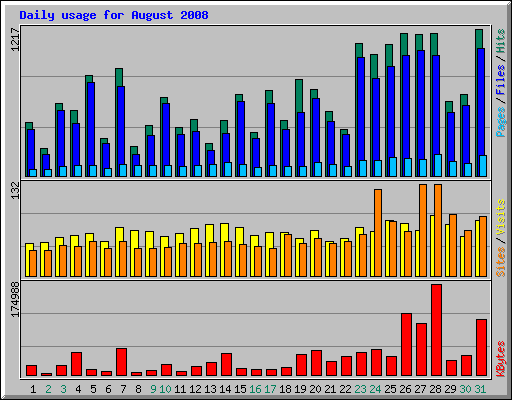 Daily usage for August 2008
1217
Pages / Files / Hits
132
Sites / Visits
174988
KBytes
1 2 3 4 5 6 7 8 9 10 11 12 13 14 15 16 17 18 19 20 21 22 23 24 25 26 27 28 29 30 31